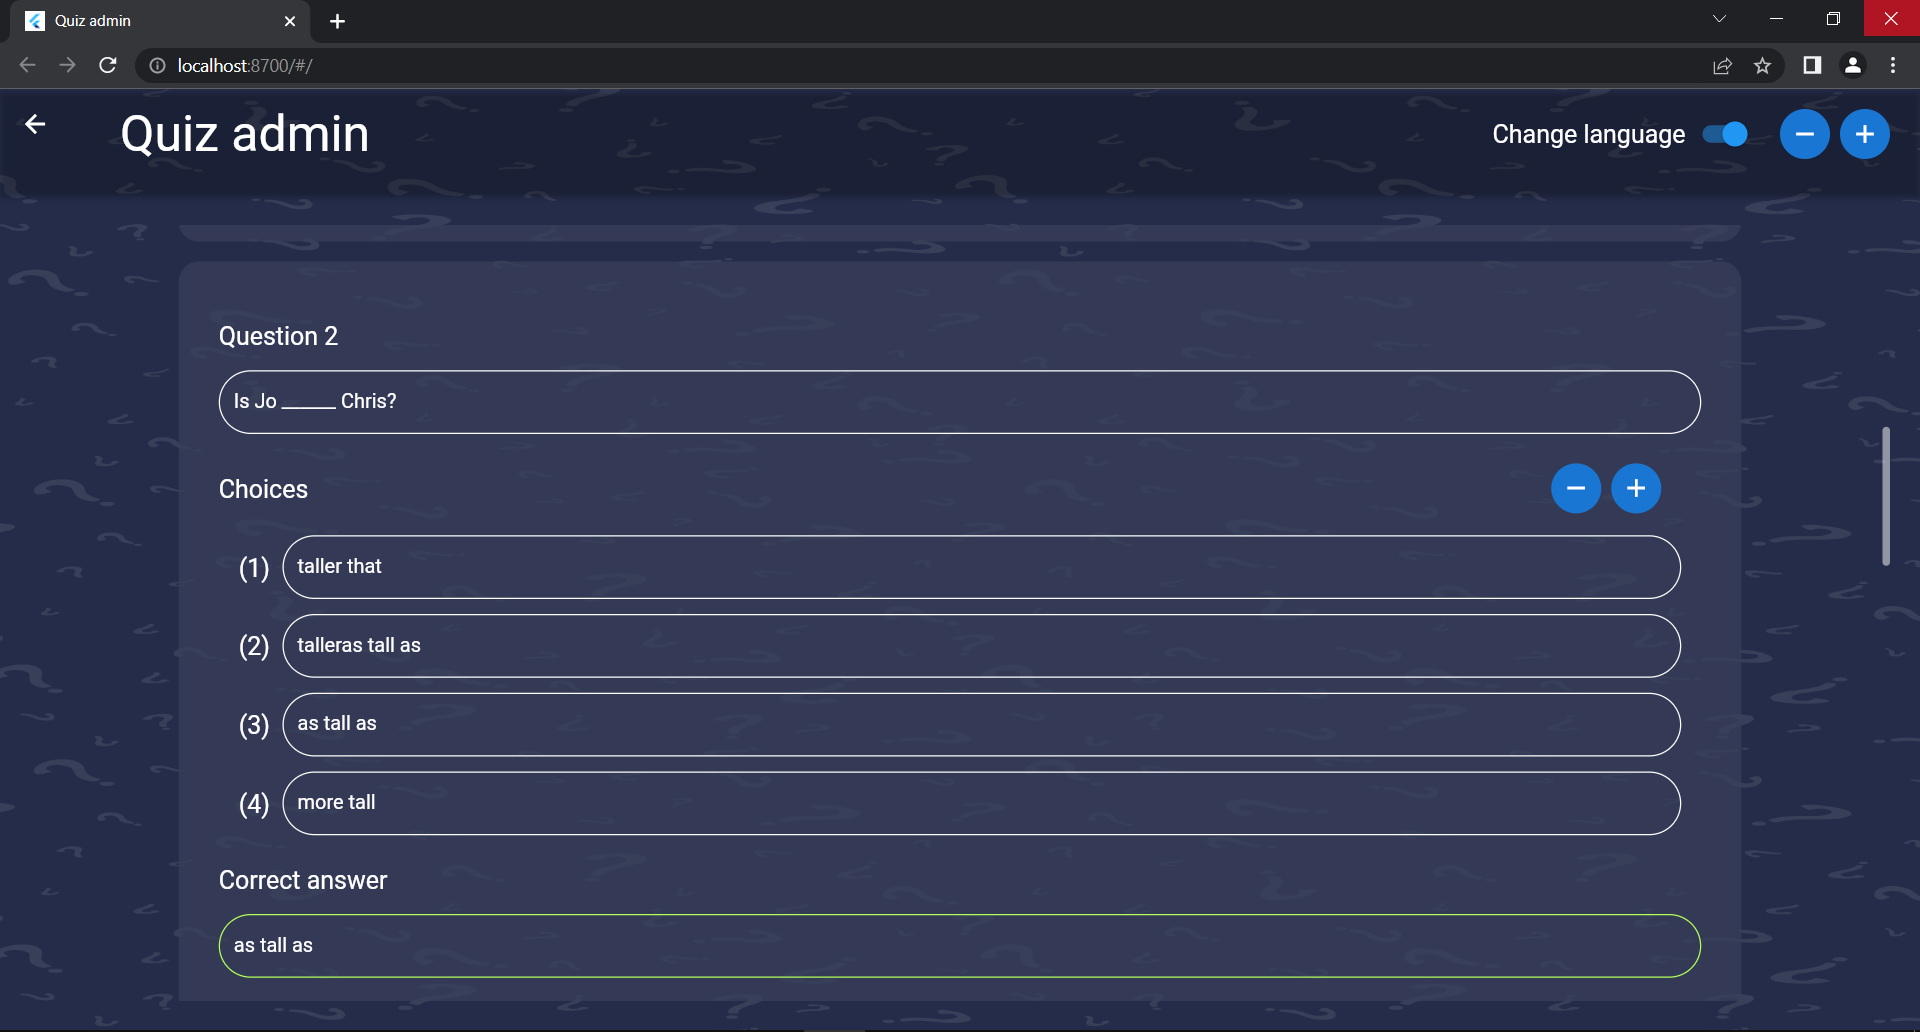 Quiz admin
localhost:8700/#/
Quiz admin
Change language
Question 2
Is Jo ______ Chris?
Choices
(1) taller that
(2) talleras tall as
(3) as tall as
(4) more tall
Correct answer
as tall as